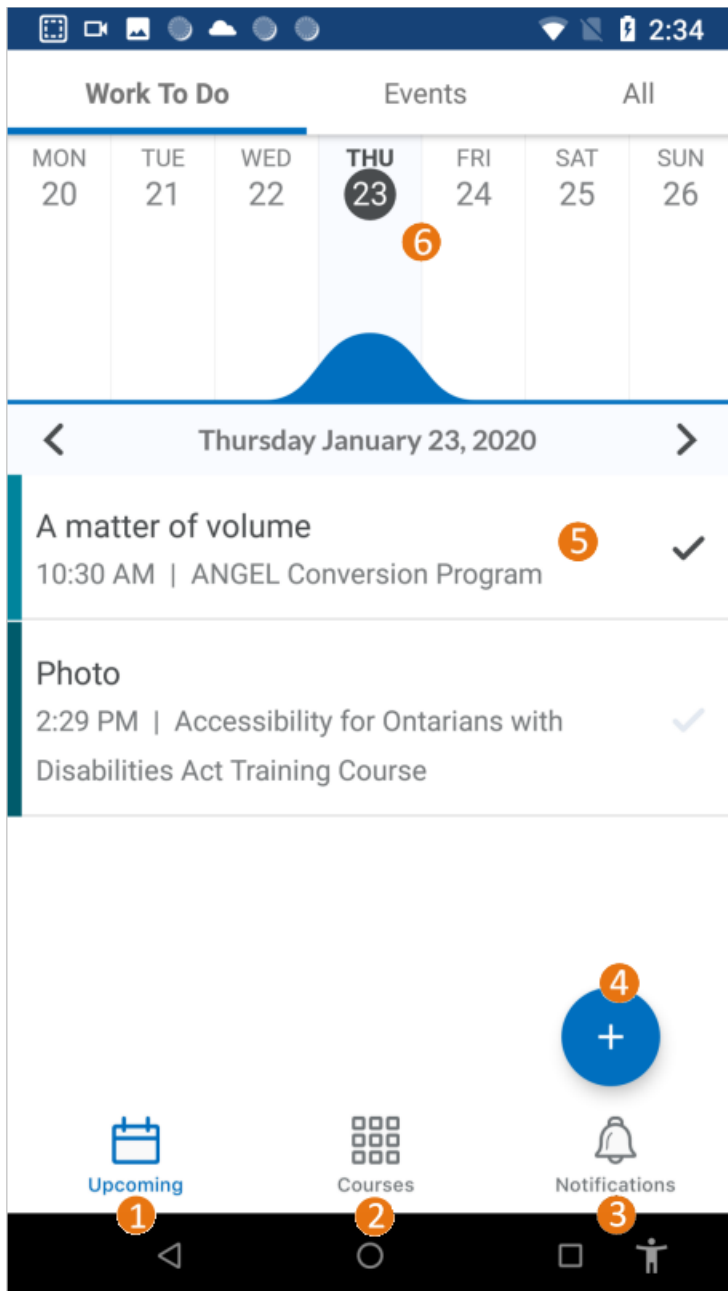 2:34
Work To Do Events All
MON TUE WED THU FRI SAT SUN
20 21 22 23 24 25 26
6
Thursday January 23, 2020
A matter of volume
5
10:30 AM | ANGEL Conversion Program
Photo
2:29 PM | Accessibility for Ontarians with
Disabilities Act Training Course
4
+
Upcoming Courses Notifications
1 2 3